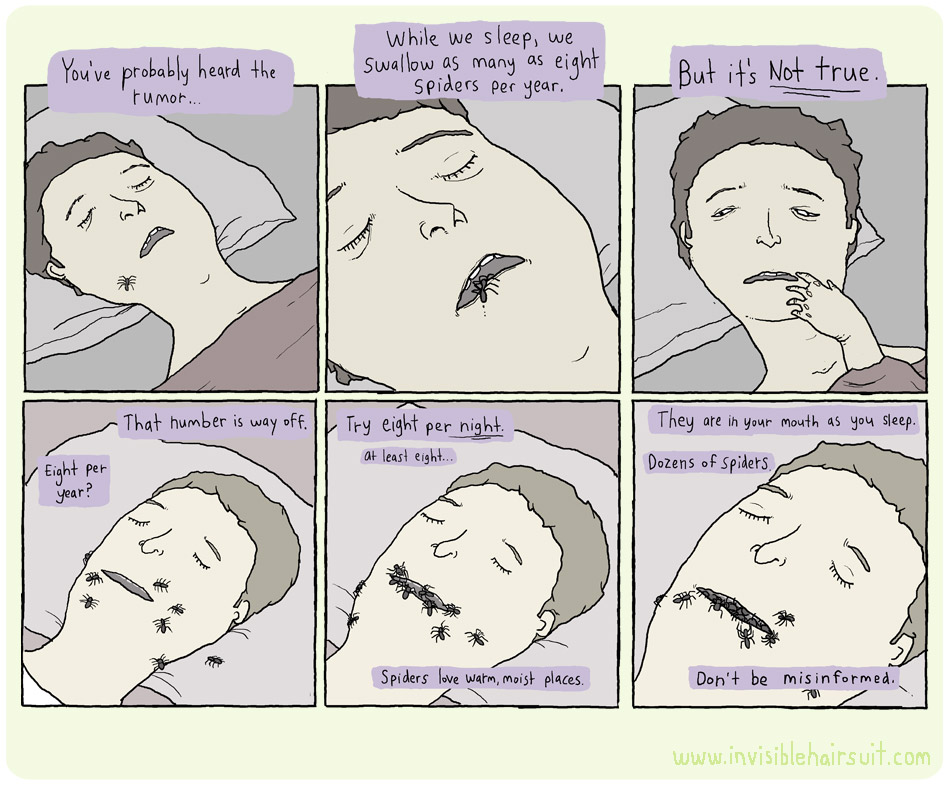 You've probably heard the
rumor...
While we sleep, we
swallow as many as eight
Spiders per year.
But it's Not true.
That number is way off.
Eight per
year?
Try eight per night.
at least eight...
Spiders love warm, moist places.
They are in your mouth as you sleep.
Dozens of spiders.
Don't be misinformed.
www.invisiblehairsuit.com